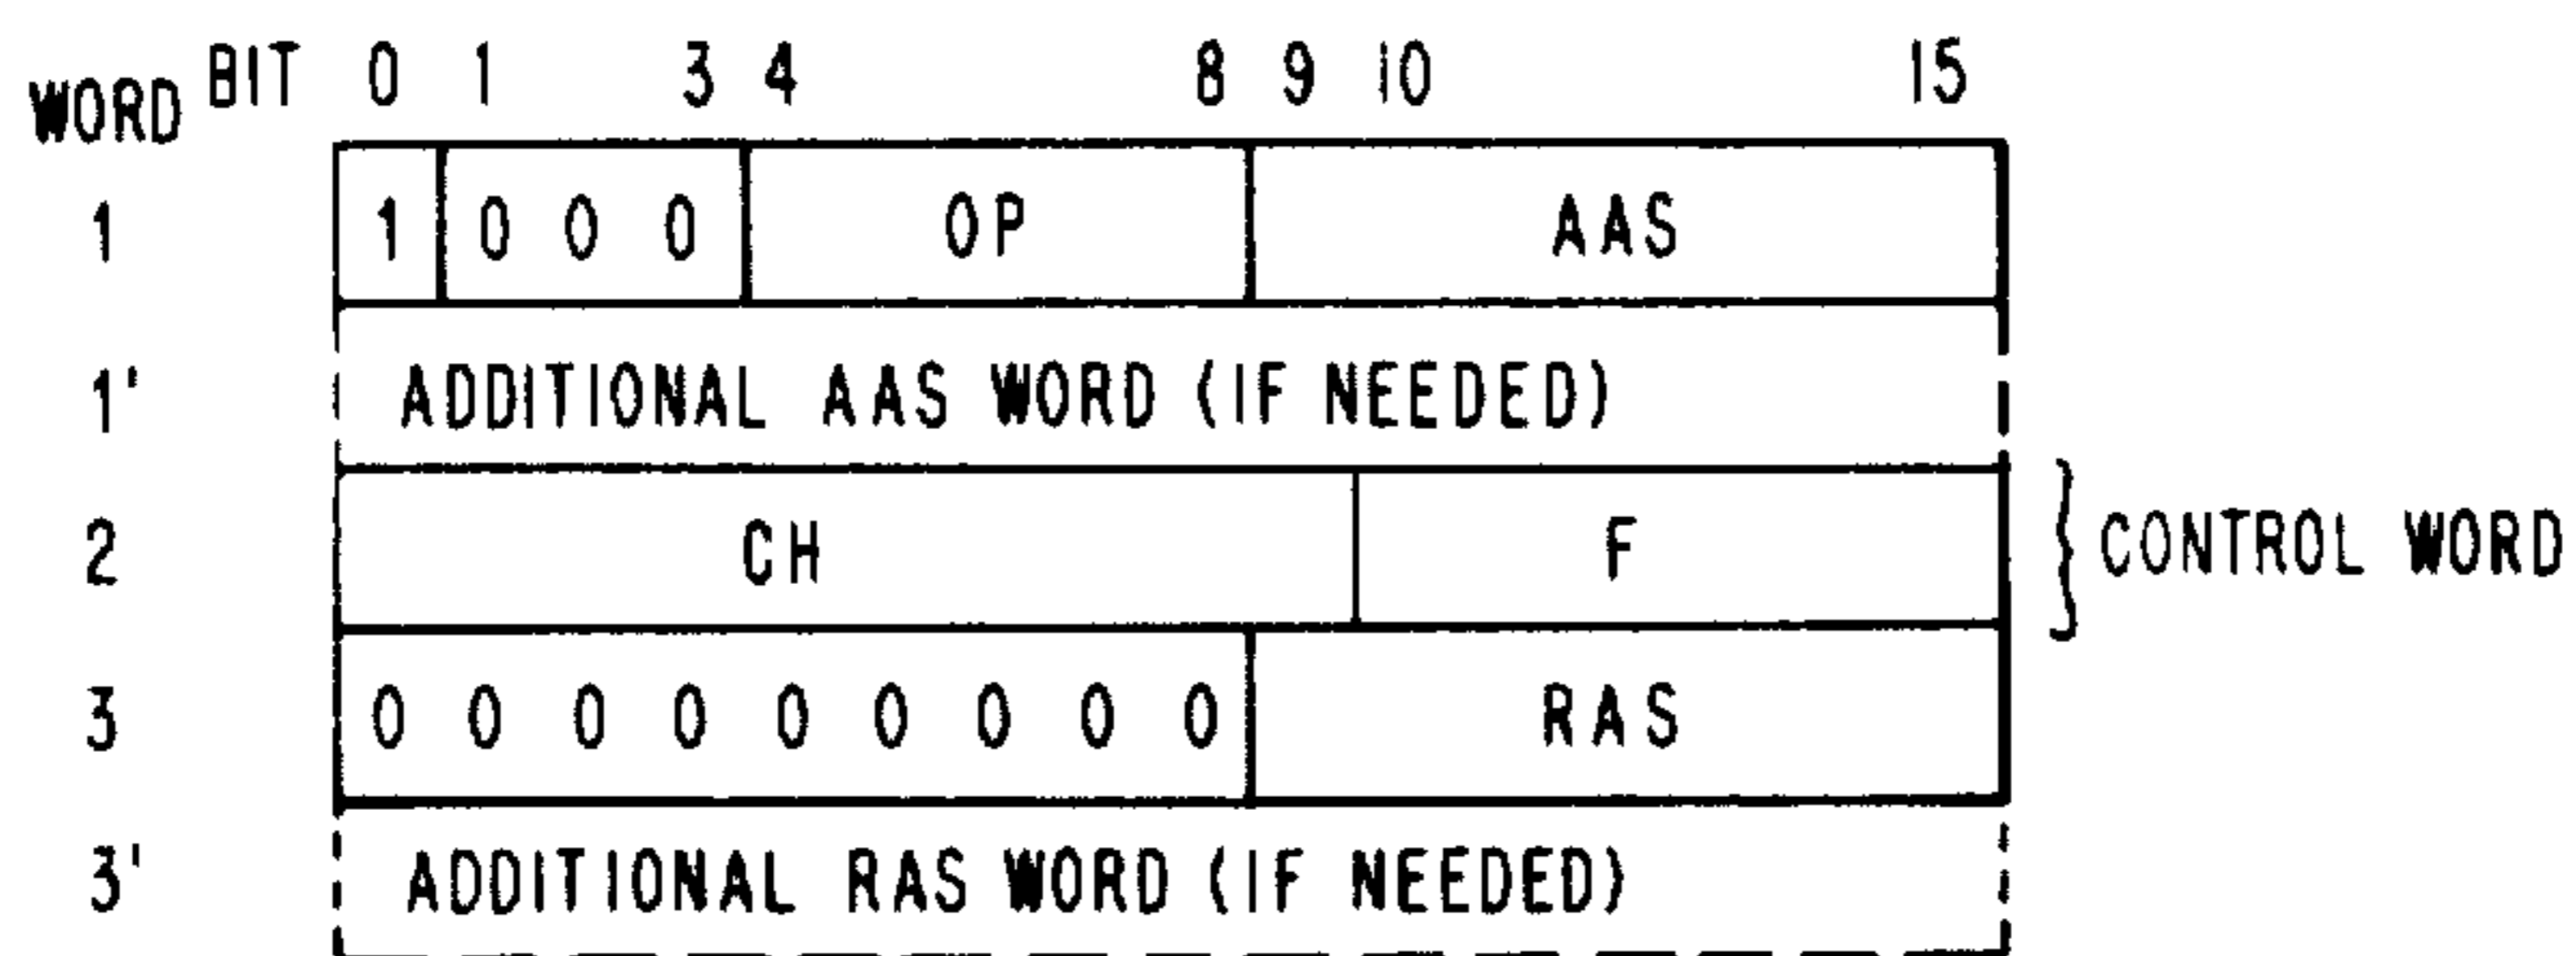 WORD BIT 0 1 3 4 8 9 10 15
1 1 0 0 0 OP AAS
1' ADDITIONAL AAS WORD (IF NEEDED)
2 CH F } CONTROL WORD
3 0 0 0 0 0 0 0 0 0 RAS
3' ADDITIONAL RAS WORD (IF NEEDED)